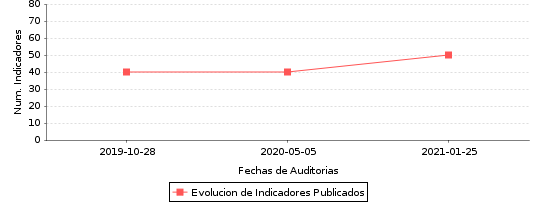 80
70
60
50
40
30
20
10
0
Num. Indicadores
2019-10-28 2020-05-05 2021-01-25
Fechas de Auditorias
Evolucion de Indicadores Publicados